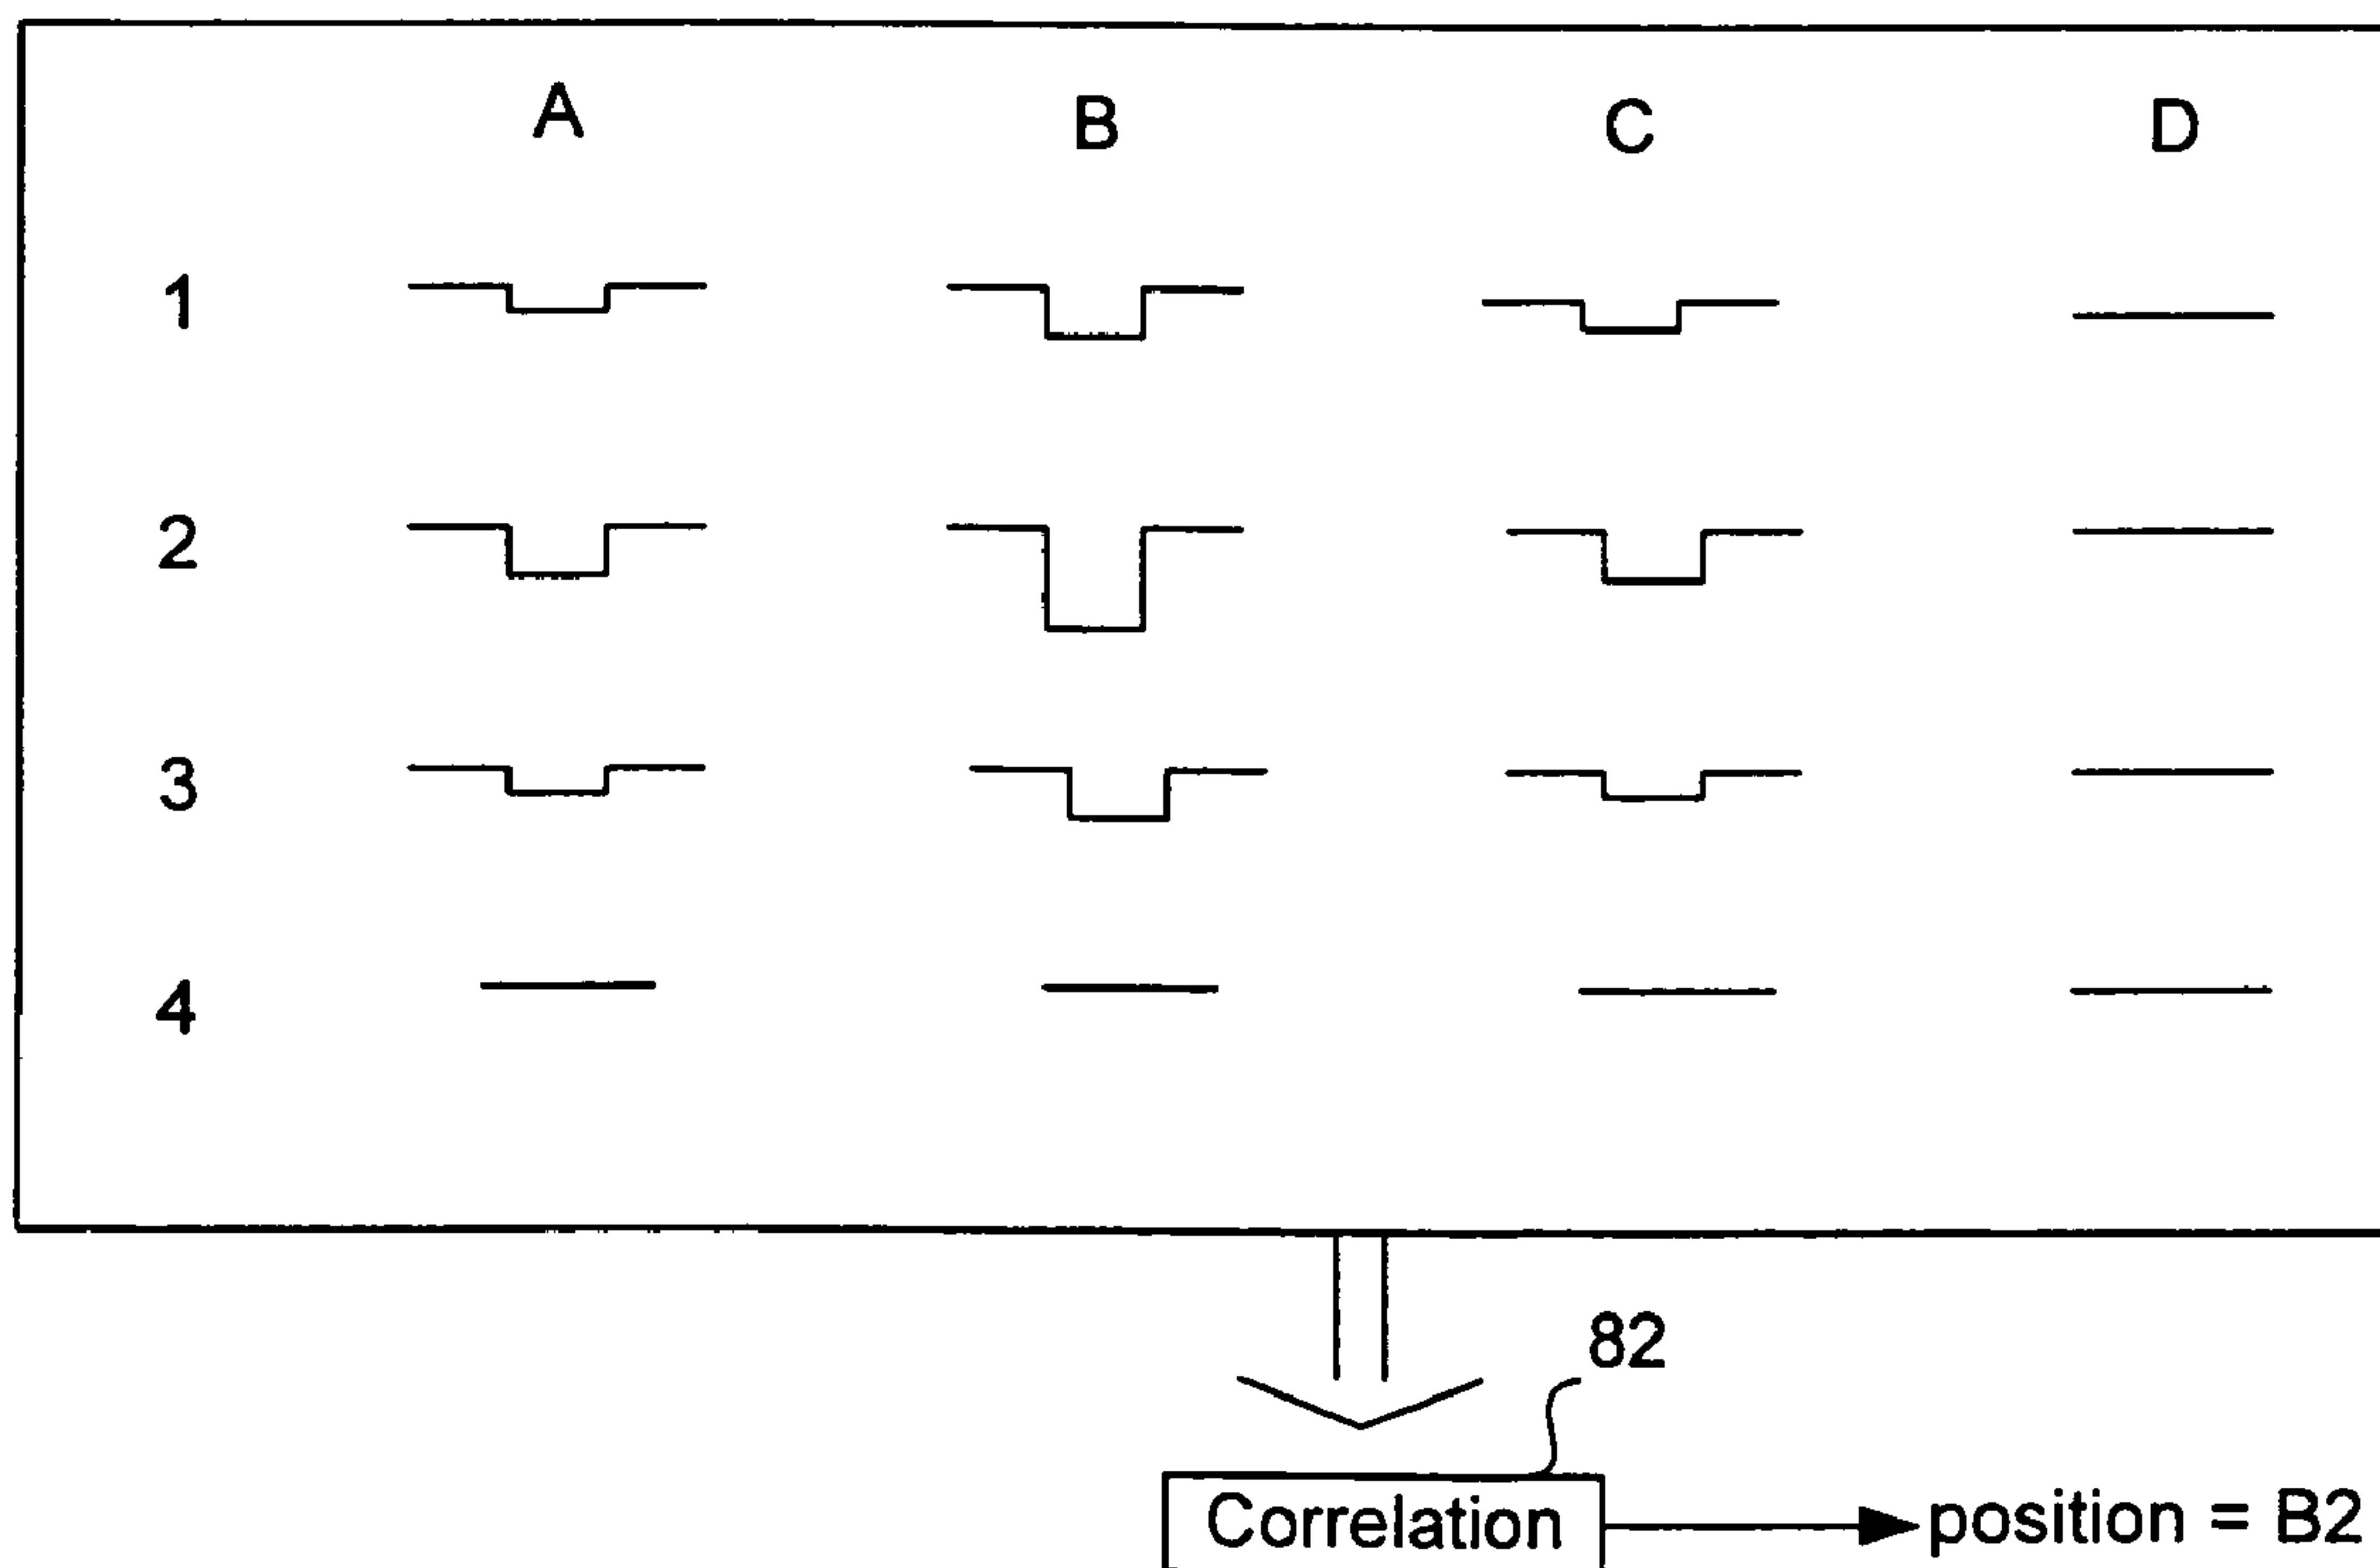 A B C D
1
2
3
4
82
Correlation
position = B2